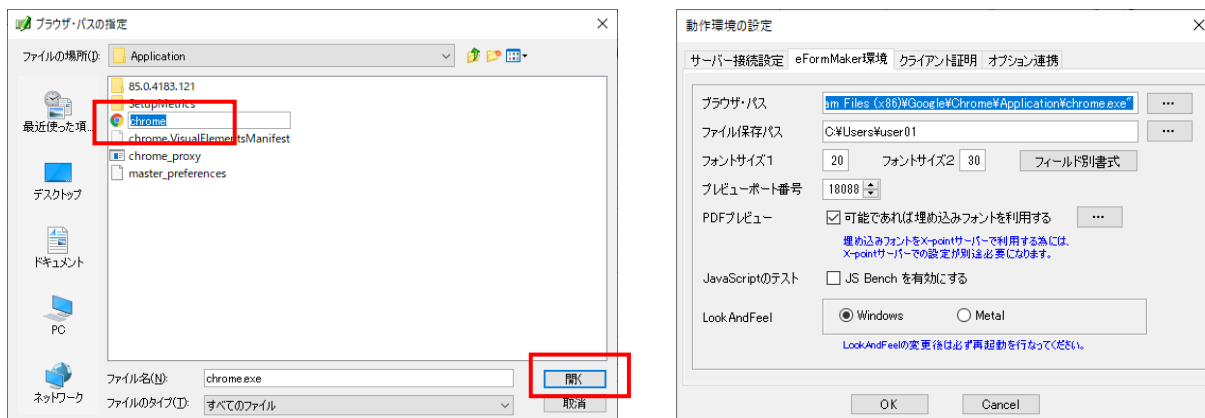 ブラウザ・パスの指定
ファイルの場所(I):
Application
85.0.4183.121
SetupMetrics
chrome
chrome.VisualElementsManifest
chrome_proxy
master_preferences
最近使った項...
デスクトップ
ドキュメント
PC
ネットワーク
ファイル名(N):
chrome.exe
開く
ファイルのタイプ(T):
すべてのファイル
取消
動作環境の設定
サーバー接続設定 eFormMaker環境 クライアント証明 オプション連携
ブラウザ・パス am Files (x86)¥Google¥Chrome¥Application¥chrome.exe" ...
ファイル保存パス C:¥Users¥user01 ...
フォントサイズ1 20 フォントサイズ2 30 フィールド別書式
プレビューポート番号 18088
PDFプレビュー 可能であれば埋め込みフォントを利用する ...
埋め込みフォントをX-pointサーバーで利用する為には、
X-pointサーバーでの設定が別途必要になります。
JavaScriptのテスト JS Bench を有効にする
LookAndFeel Windows Metal
LookAndFeelの変更後は必ず再起動を行なってください。
OK Cancel